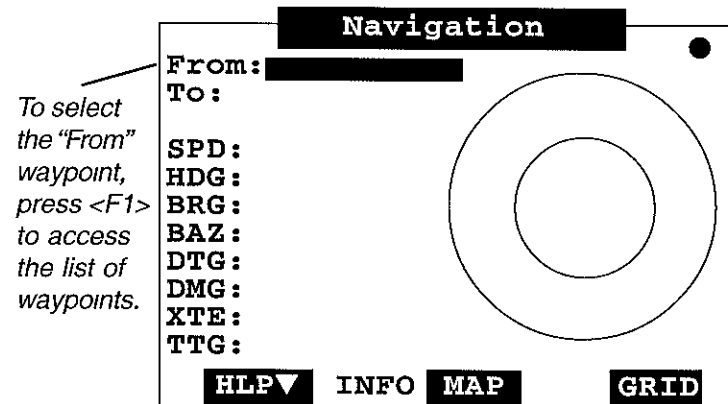 Navigation
From:
To:
SPD:
HDG:
BRG:
BAZ:
DTG:
DMG:
XTE:
TTG:
HLP▼ INFO MAP GRID
To select
the "From"
waypoint,
press <F1>
to access
the list of
waypoints.